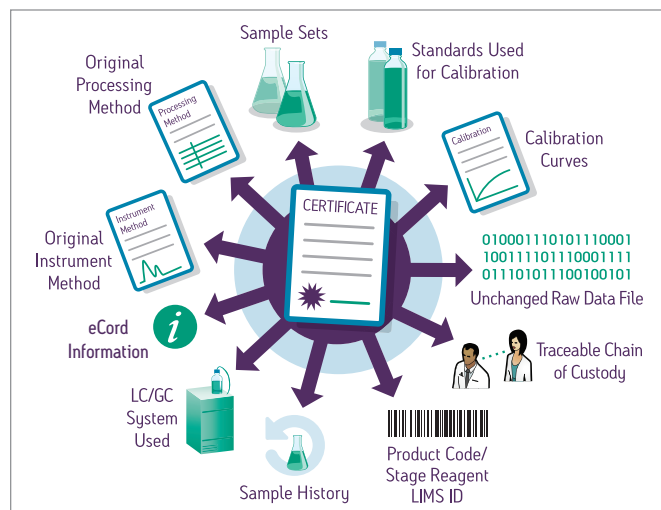 Sample Sets
Standards Used
for Calibration
Original
Processing
Method
Processing
Method
Calibration
Calibration
Curves
CERTIFICATE
Instrument
Method
Original
Instrument
Method
010001110101110001
100111101110001111
01110101110010010​1
Unchanged Raw Data File
eCord
Information
Traceable Chain
of Custody
LC/GC
System
Used
Sample History
Product Code/
Stage Reagent
LIMS ID